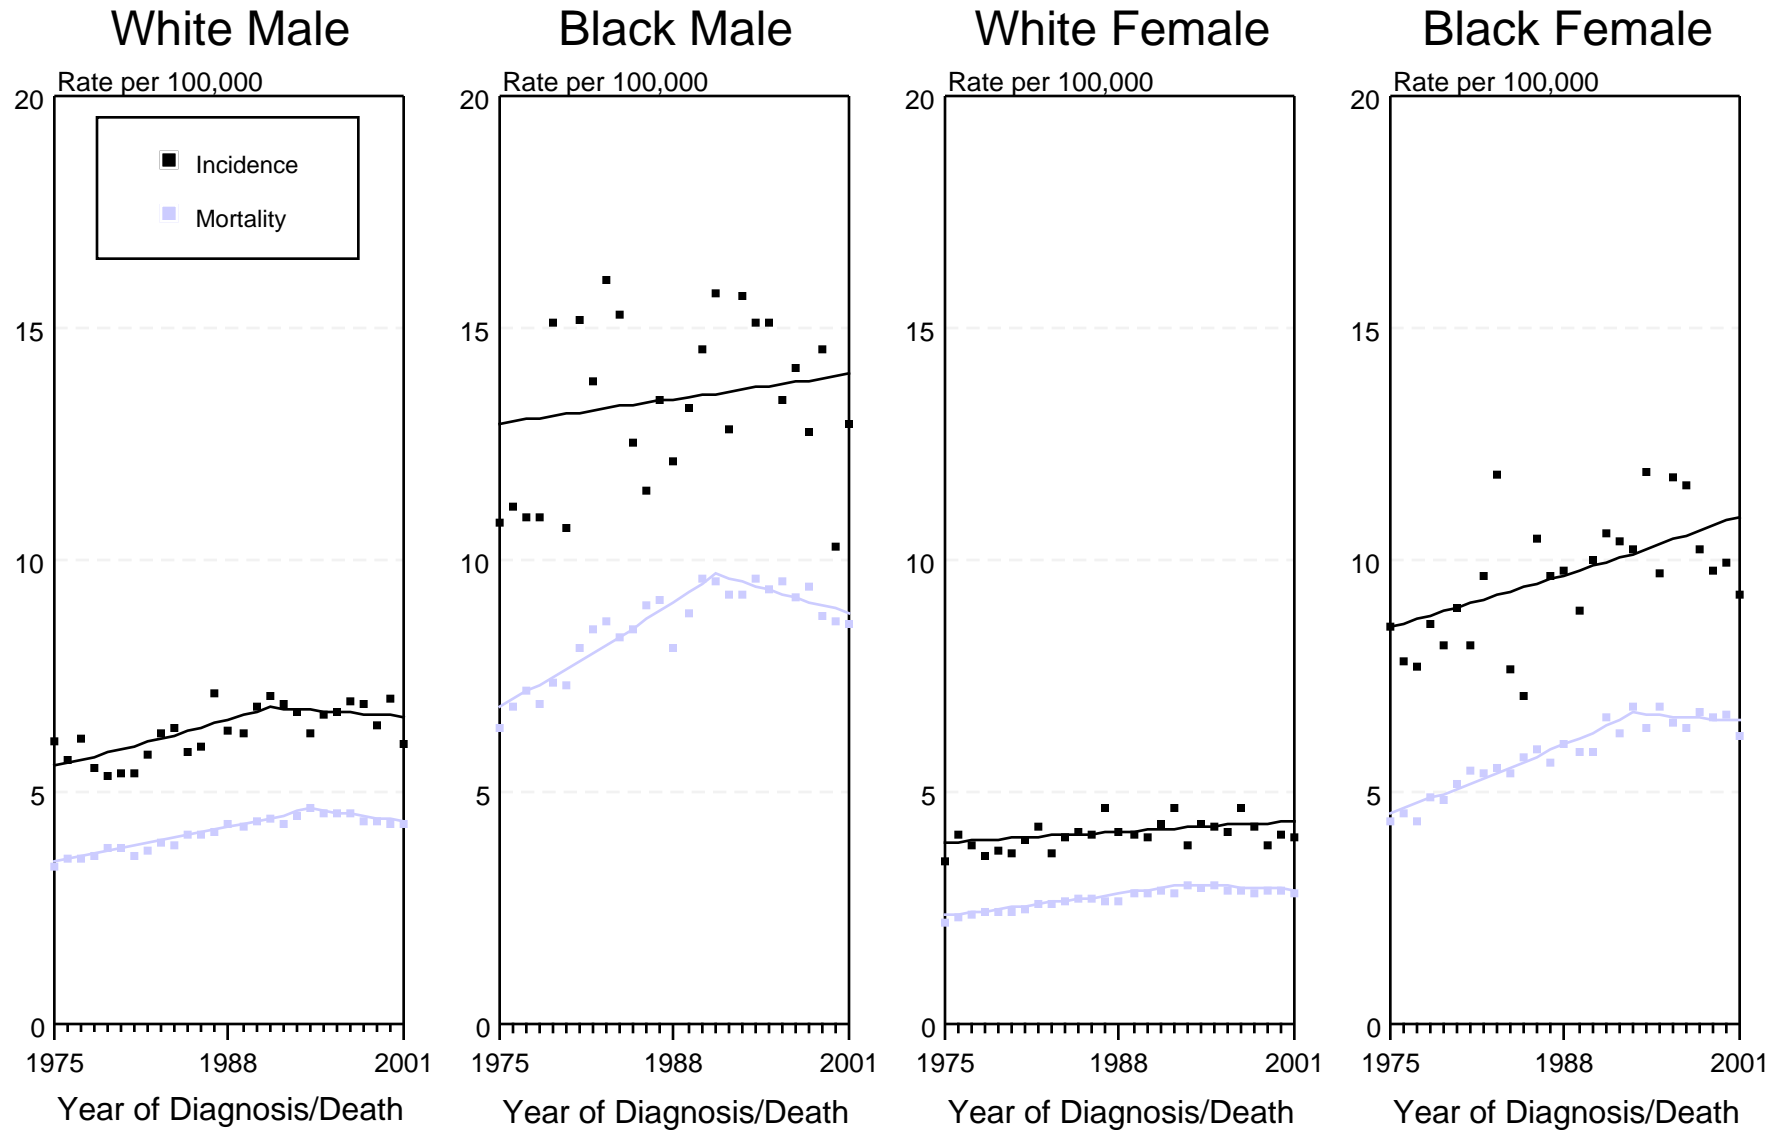 White Male
Black Male
White Female
Black Female
Rate per 100,000
Rate per 100,000
Rate per 100,000
Rate per 100,000
20
20
20
20
Incidence
Mortality
15
15
15
15
10
10
10
10
5
5
5
5
0
0
0
0
1975 1988 2001
1975 1988 2001
1975 1988 2001
1975 1988 2001
Year of Diagnosis/Death
Year of Diagnosis/Death
Year of Diagnosis/Death
Year of Diagnosis/Death